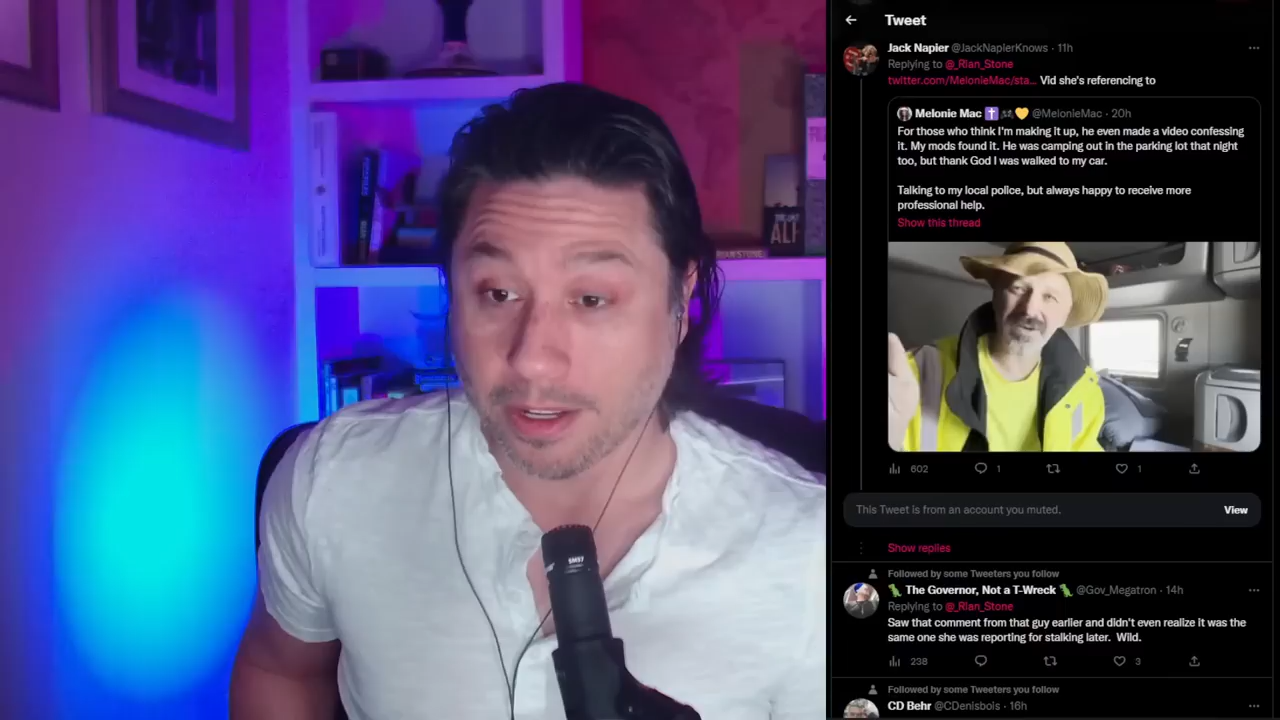 Tweet
Jack Napier @JackNapierKnows · 11h
Replying to @_RIan_Stone
twitter.com/MelonieMac/sta… Vid she's referencing to
Melonie Mac ✝️🎮💛 @MelonieMac · 20h
For those who think I'm making it up, he even made a video confessing
it. My mods found it. He was camping out in the parking lot that night
too, but thank God I was walked to my car.
Talking to my local police, but always happy to receive more
professional help.
Show this thread
602 1 1
This Tweet is from an account you muted. View
Show replies
Followed by some Tweeters you follow
🦖 The Governor, Not a T-Wreck 🦖 @Gov_Megatron · 14h
Replying to @_RIan_Stone
Saw that comment from that guy earlier and didn't even realize it was the
same one she was reporting for stalking later. Wild.
238 3
Followed by some Tweeters you follow
CD Behr @CDenisbois · 16h
SM57